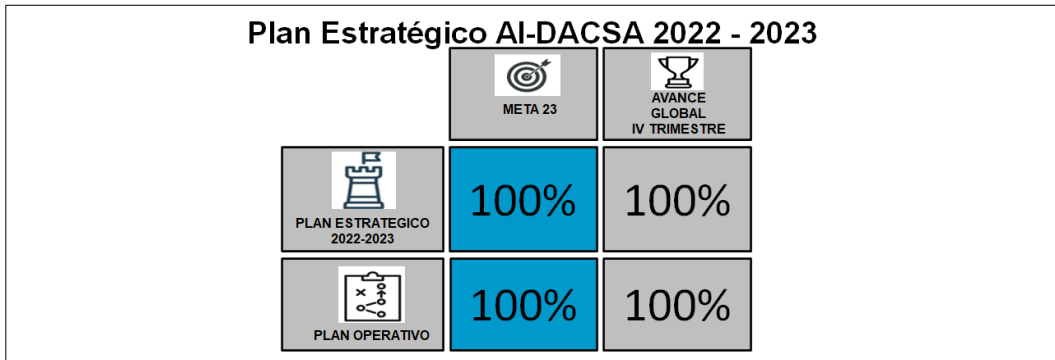 Plan Estratégico AI-DACSA 2022 - 2023
META 23
AVANCE
GLOBAL
IV TRIMESTRE
PLAN ESTRATEGICO
2022-2023
100%
100%
PLAN OPERATIVO
100%
100%